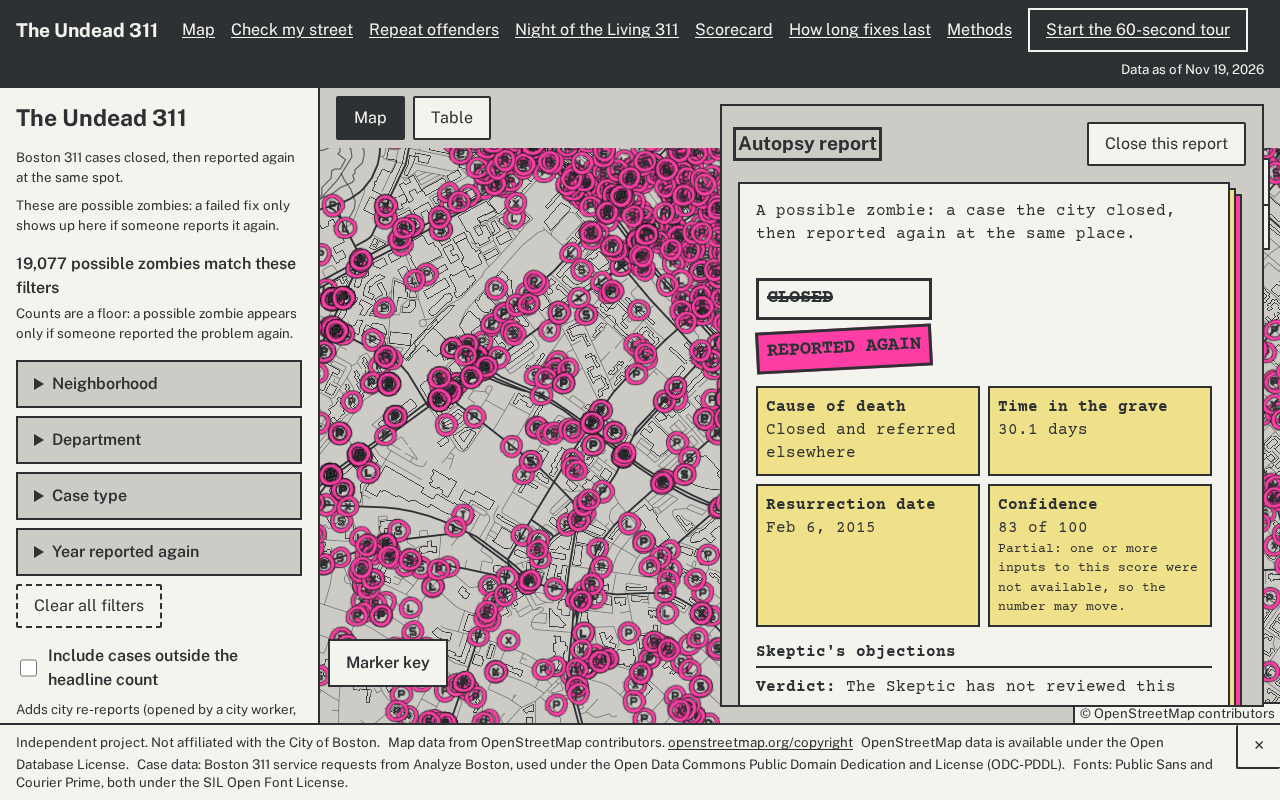 The Undead 311
Map
Check my street
Repeat offenders
Night of the Living 311
Scorecard
How long fixes last
Methods
Start the 60-second tour
Data as of Nov 19, 2026
The Undead 311
Boston 311 cases closed, then reported again
at the same spot.
These are possible zombies: a failed fix only
shows up here if someone reports it again.
19,077 possible zombies match these
filters
Counts are a floor: a possible zombie appears
only if someone reported the problem again.
Neighborhood
Department
Case type
Year reported again
Clear all filters
Include cases outside the
headline count
Adds city re-reports (opened by a city worker,
Map
Table
Marker key
Autopsy report
Close this report
A possible zombie: a case the city closed,
then reported again at the same place.
CLOSED
REPORTED AGAIN
Cause of death
Closed and referred
elsewhere
Time in the grave
30.1 days
Resurrection date
Feb 6, 2015
Confidence
83 of 100
Partial: one or more
inputs to this score were
not available, so the
number may move.
Skeptic's objections
Verdict: The Skeptic has not reviewed this
© OpenStreetMap contributors
Independent project. Not affiliated with the City of Boston. Map data from OpenStreetMap contributors. openstreetmap.org/copyright OpenStreetMap data is available under the Open
Database License. Case data: Boston 311 service requests from Analyze Boston, used under the Open Data Commons Public Domain Dedication and License (ODC-PDDL). Fonts: Public Sans and
Courier Prime, both under the SIL Open Font License.
×